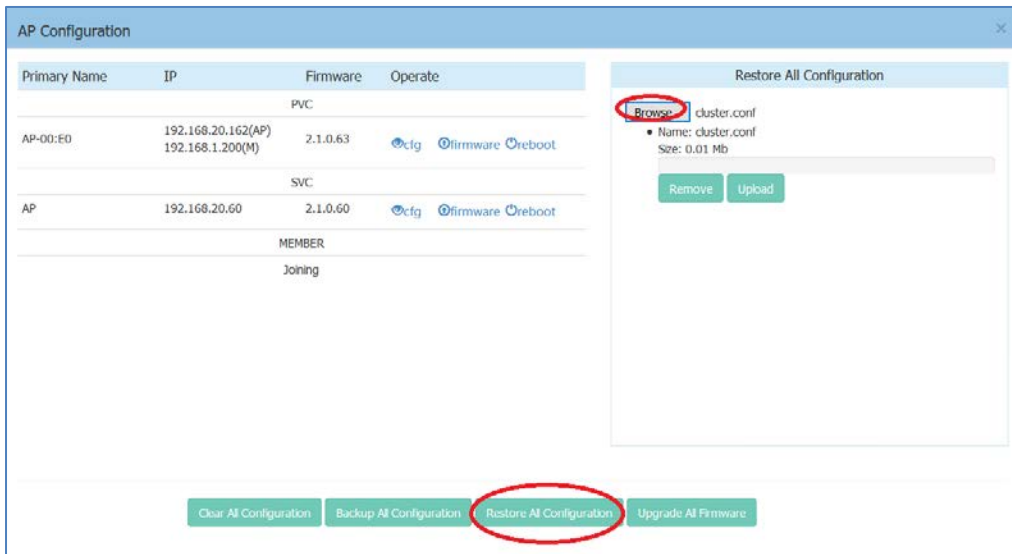 AP Configuration
Primary Name IP Firmware Operate
PVC
AP-00:E0 192.168.20.162(AP) 2.1.0.63 cfg firmware reboot
192.168.1.200(M)
SVC
AP 192.168.20.60 2.1.0.60 cfg firmware reboot
MEMBER
Joining
Restore All Configuration
Browse cluster.conf
• Name: cluster.conf
Size: 0.01 Mb
Remove Upload
Clear All Configuration Backup All Configuration Restore All Configuration Upgrade All Firmware